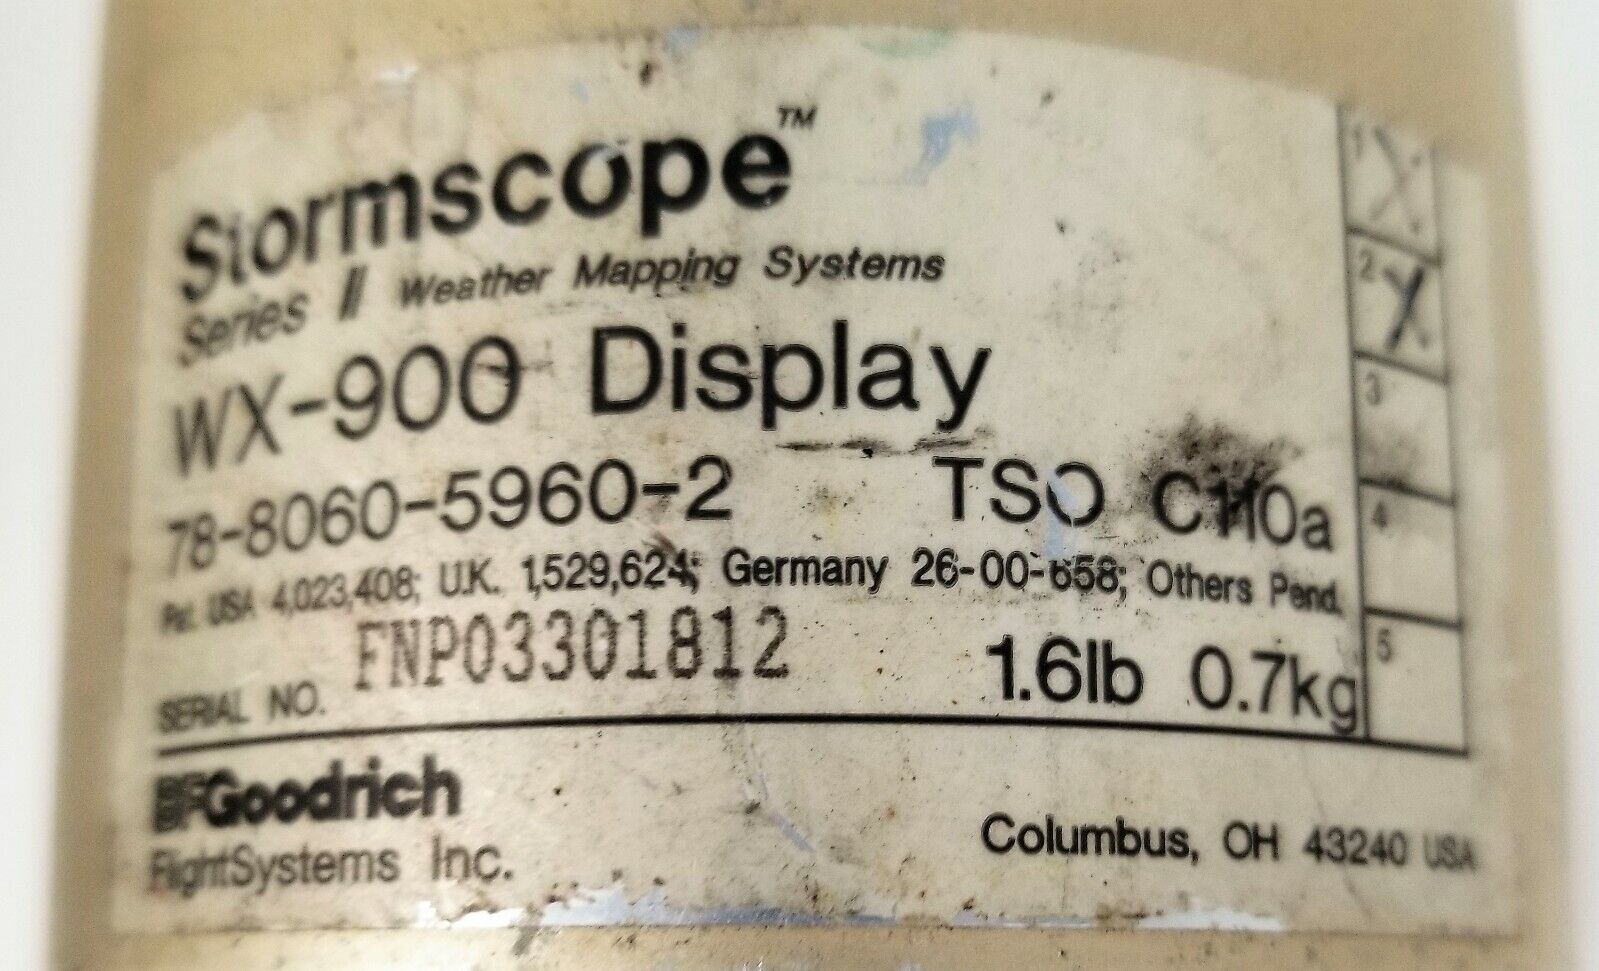 Stormscope™
Series II Weather Mapping Systems
WX-900 Display
78-8060-5960-2 TSO C110a
Pat. USA 4,023,408; U.K. 1,529,624; Germany 26-00-658; Others Pend.
SERIAL NO. FNP03301812
1.6lb 0.7kg
BFGoodrich
FlightSystems Inc.
Columbus, OH 43240 USA
1 X
2 X
3
4
5